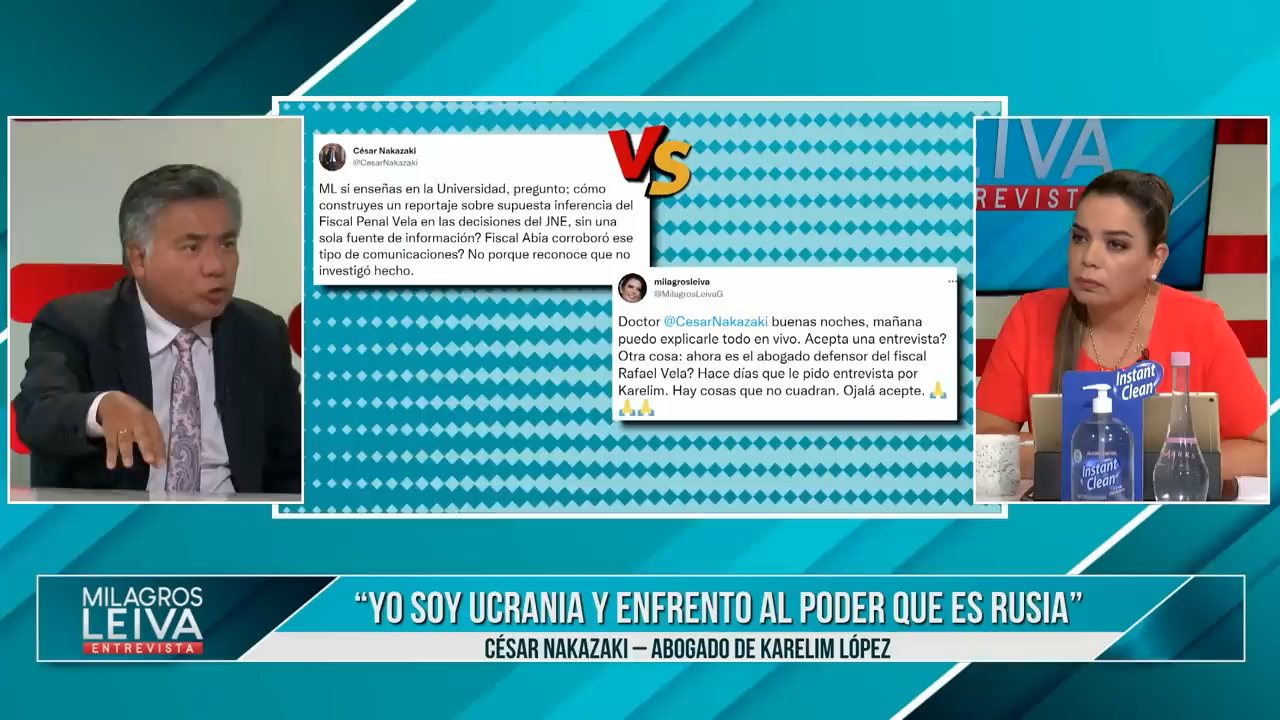 César Nakazaki
@CesarNakazaki
ML si enseñas en la Universidad, pregunto; cómo
construyes un reportaje sobre supuesta inferencia del
Fiscal Penal Vela en las decisiones del JNE, sin una
sola fuente de información? Fiscal Abia corroboró ese
tipo de comunicaciones? No porque reconoce que no
investigó hecho.
VS
milagrosleiva
@MilagrosLeivaG
...
Doctor @CesarNakazaki buenas noches, mañana
puedo explicarle todo en vivo. Acepta una entrevista?
Otra cosa: ahora es el abogado defensor del fiscal
Rafael Vela? Hace días que le pido entrevista por
Karelim. Hay cosas que no cuadran. Ojalá acepte. 🙏
🙏🙏
EIVA
REVISTA
Instant
Clean
Instant
Clean
MILAGROS
LEIVA
ENTREVISTA
“YO SOY UCRANIA Y ENFRENTO AL PODER QUE ES RUSIA”
CÉSAR NAKAZAKI – ABOGADO DE KARELIM LÓPEZ